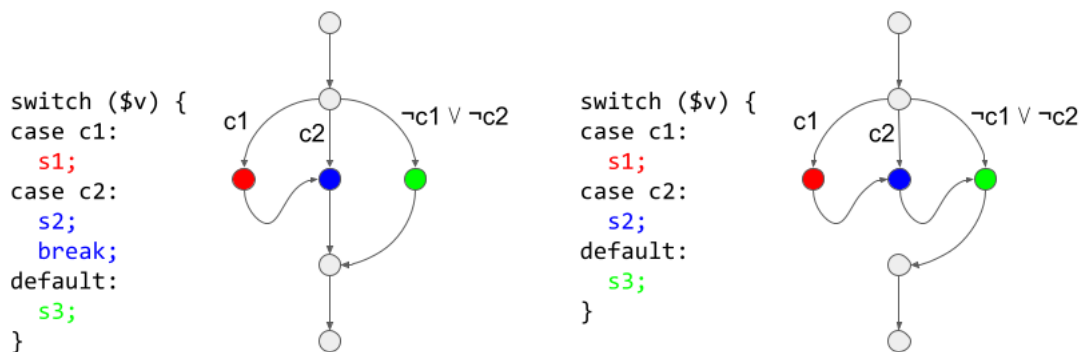 switch ($v) {
case c1:
s1;
case c2:
s2;
break;
default:
s3;
}
c1
c2
¬c1 ∨ ¬c2
switch ($v) {
case c1:
s1;
case c2:
s2;
default:
s3;
}
c1
c2
¬c1 ∨ ¬c2